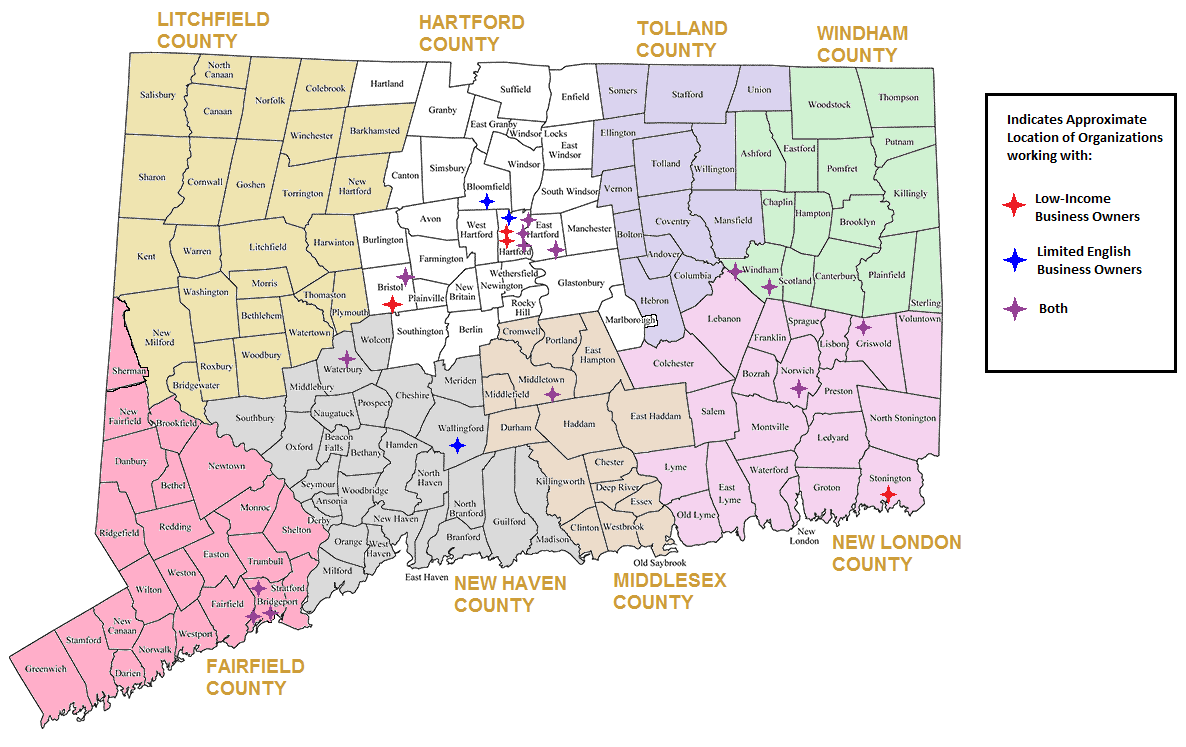 LITCHFIELD
COUNTY
HARTFORD
COUNTY
TOLLAND
COUNTY
WINDHAM
COUNTY
Salisbury
North
Canaan
Canaan
Norfolk
Colebrook
Hartland
Granby
Suffield
Enfield
Somers
Stafford
Union
Woodstock
Thompson
Winchester
Barkhamsted
East Granby
Windsor Locks
East
Windsor
Ellington
Tolland
Willington
Ashford
Eastford
Pomfret
Putnam
Killingly
Sharon
Cornwall
Goshen
Torrington
New
Hartford
Canton
Simsbury
Bloomfield
Windsor
South Windsor
Vernon
Coventry
Mansfield
Chaplin
Hampton
Brooklyn
Kent
Warren
Litchfield
Harwinton
Burlington
Avon
Farmington
West
Hartford
Hartford
East
Hartford
Manchester
Bolton
Andover
Columbia
Windham
Scotland
Canterbury
Plainfield
Sterling
Washington
Morris
Bethlehem
Thomaston
Plymouth
Watertown
Bristol
Plainville
New
Britain
Wethersfield
Newington
Rocky
Hill
Glastonbury
Marlborough
Hebron
Lebanon
Franklin
Sprague
Lisbon
Griswold
Voluntown
New
Milford
Roxbury
Woodbury
Bridgewater
Sherman
Wolcott
Waterbury
Southington
Berlin
Cromwell
Portland
East
Hampton
Colchester
Bozrah
Norwich
Preston
North Stonington
New
Fairfield
Brookfield
Southbury
Middlebury
Naugatuck
Prospect
Cheshire
Meriden
Middlefield
Middletown
Wallingford
Durham
Haddam
East Haddam
Salem
Montville
Ledyard
Danbury
Bethel
Newtown
Oxford
Beacon
Falls
Bethany
Hamden
North
Haven
Killingworth
Chester
Deep River
Essex
Lyme
East
Lyme
Waterford
Groton
Stonington
Ridgefield
Redding
Monroe
Shelton
Seymour
Ansonia
Derby
Woodbridge
New Haven
North
Branford
Branford
Guilford
Madison
Clinton
Westbrook
Old Lyme
New
London
Old Saybrook
Easton
Trumbull
Orange
West
Haven
Milford
East Haven
Wilton
Weston
Fairfield
Stratford
Bridgeport
Greenwich
Stamford
New
Canaan
Darien
Norwalk
Westport
NEW LONDON
COUNTY
NEW HAVEN
COUNTY
MIDDLESEX
COUNTY
FAIRFIELD
COUNTY
Indicates Approximate
Location of Organizations
working with:
Low-Income
Business Owners
Limited English
Business Owners
Both